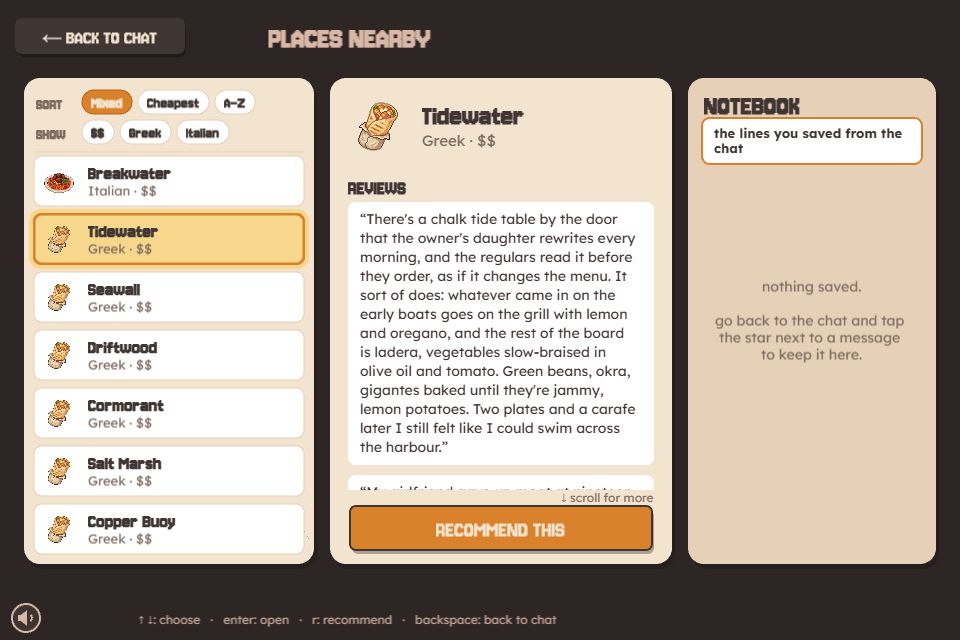 ← BACK TO CHAT
PLACES NEARBY
SORT Mixed Cheapest A-Z
SHOW $$ Greek Italian
Breakwater
Italian · $$
Tidewater
Greek · $$
Seawall
Greek · $$
Driftwood
Greek · $$
Cormorant
Greek · $$
Salt Marsh
Greek · $$
Copper Buoy
Greek · $$
Tidewater
Greek · $$
REVIEWS
“There's a chalk tide table by the door
that the owner's daughter rewrites every
morning, and the regulars read it before
they order, as if it changes the menu. It
sort of does: whatever came in on the
early boats goes on the grill with lemon
and oregano, and the rest of the board
is ladera, vegetables slow-braised in
olive oil and tomato. Green beans, okra,
gigantes baked until they're jammy,
lemon potatoes. Two plates and a carafe
later I still felt like I could swim across
the harbour.”
“My girlfriend gave up meat at nineteen
↓ scroll for more
RECOMMEND THIS
NOTEBOOK
the lines you saved from the
chat
nothing saved.
go back to the chat and tap
the star next to a message
to keep it here.
↑ ↓: choose · enter: open · r: recommend · backspace: back to chat